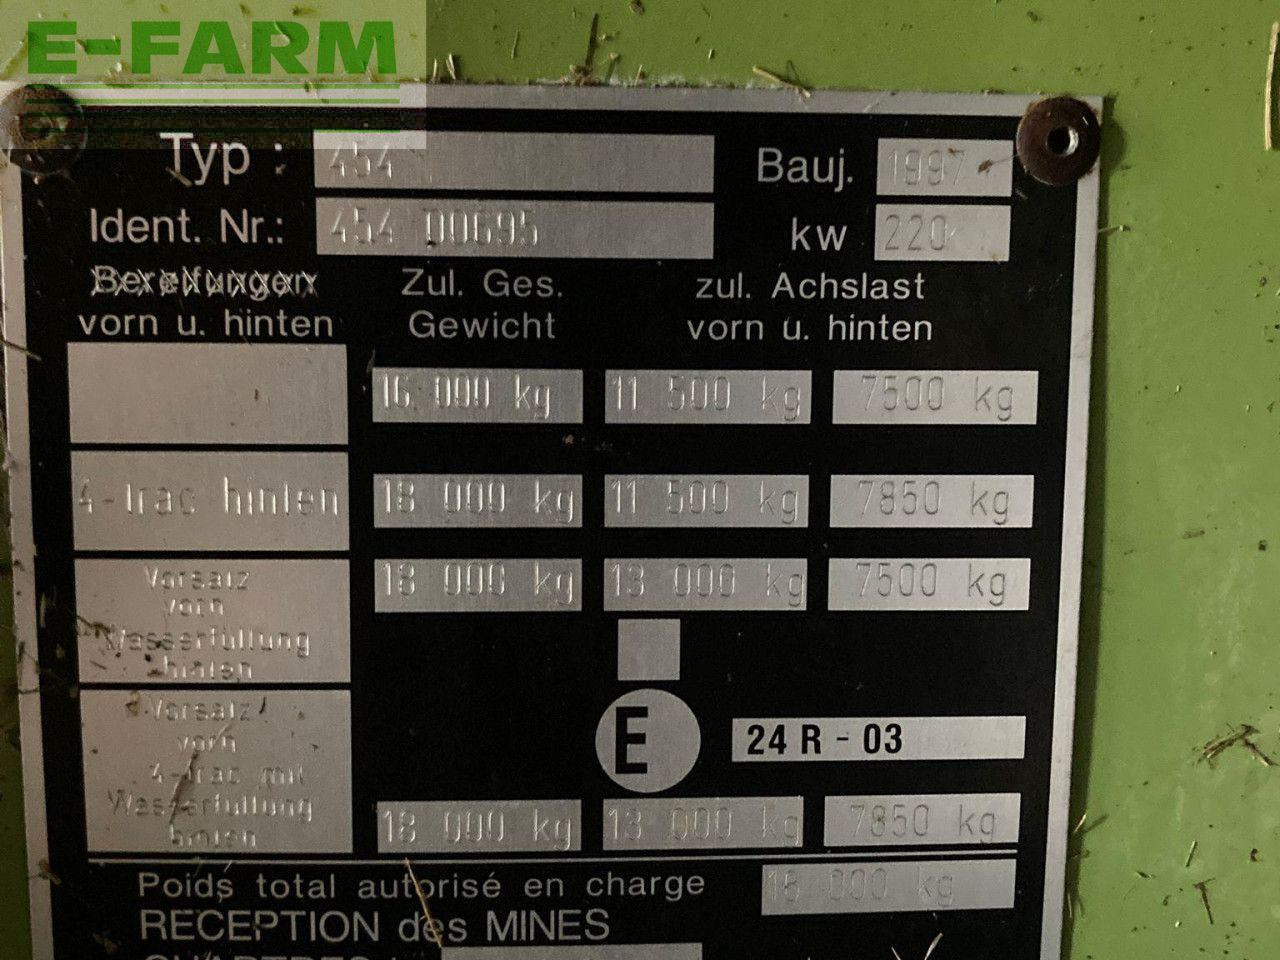 E-FARM
Typ : 454 Bauj. 1997
Ident. Nr.: 454 00695 kw 220
Bereifungen Zul. Ges. zul. Achslast
vorn u. hinten Gewicht vorn u. hinten
16 000 kg 11 500 kg 7500 kg
4-trac hinten 18 000 kg 11 500 kg 7850 kg
Vorsatz
vorn
Wasserfüllung
hinten
18 000 kg 13 000 kg 7500 kg
E 24 R - 03
Vorsatz
vorn
4-trac mit
Wasserfüllung
hinten
18 000 kg 13 000 kg 7850 kg
Poids total autorisé en charge 18 000 kg
RECEPTION des MINES